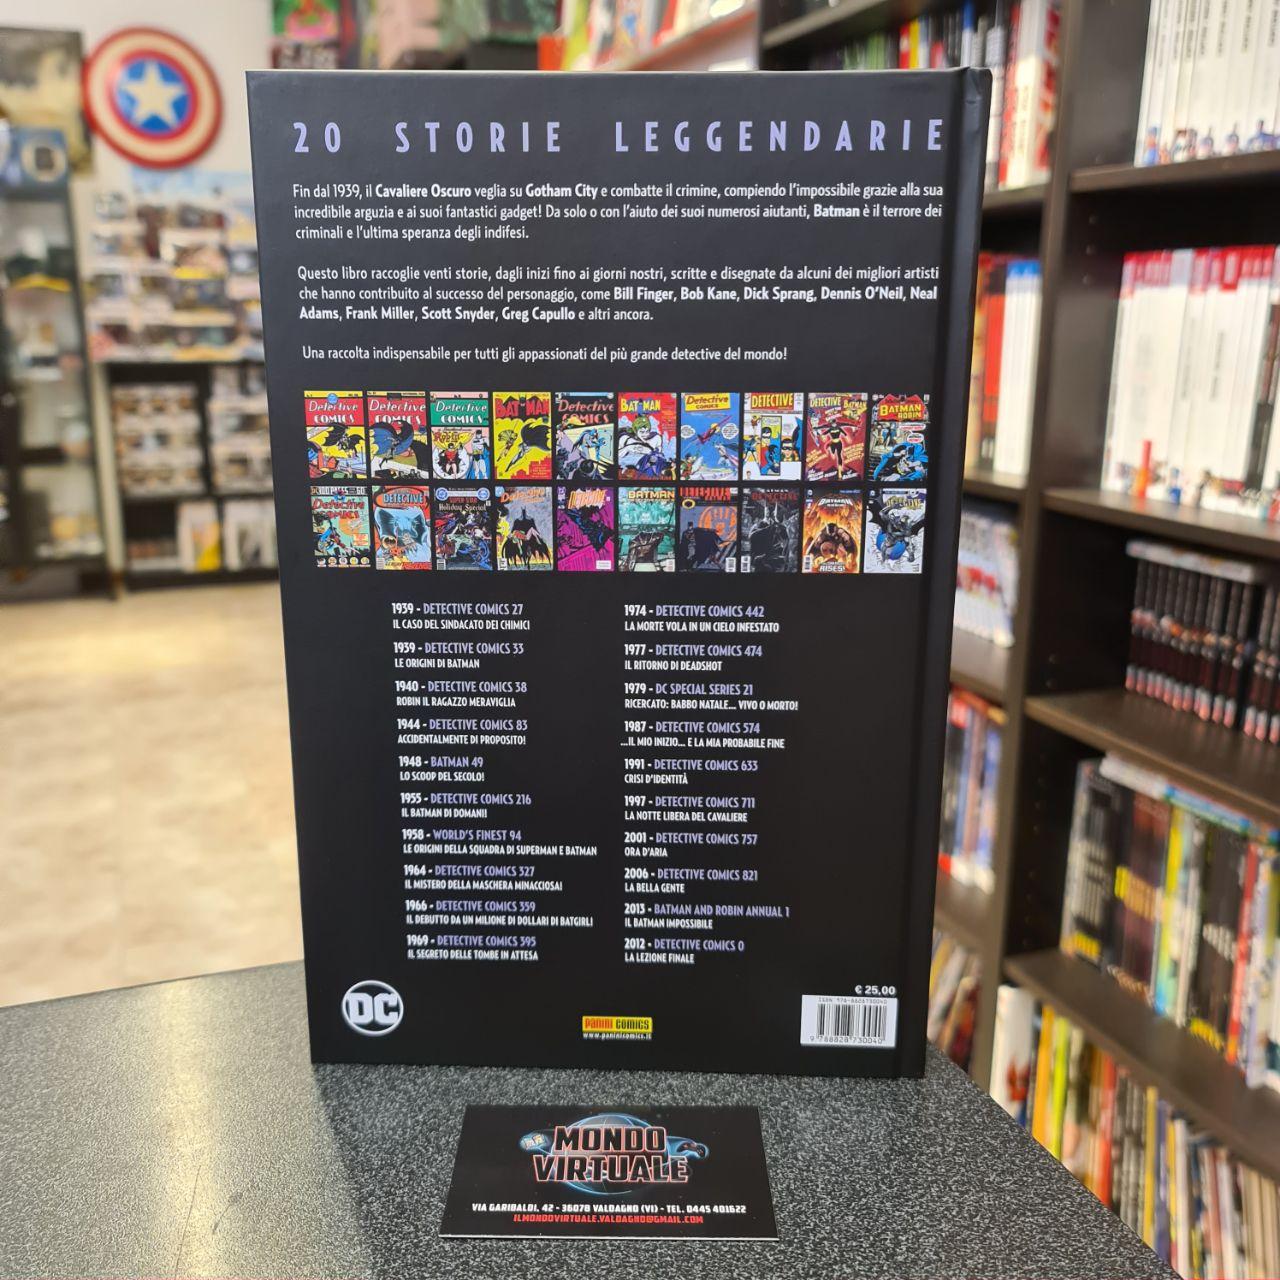 20 STORIE LEGGENDARIE
Fin dal 1939, il Cavaliere Oscuro veglia su Gotham City e combatte il crimine, compiendo l'impossibile grazie alla sua
incredibile arguzia e ai suoi fantastici gadget! Da solo o con l'aiuto dei suoi numerosi aiutanti, Batman è il terrore dei
criminali e l'ultima speranza degli indifesi.
Questo libro raccoglie venti storie, dagli inizi fino ai giorni nostri, scritte e disegnate da alcuni dei migliori artisti
che hanno contribuito al successo del personaggio, come Bill Finger, Bob Kane, Dick Sprang, Dennis O'Neil, Neal
Adams, Frank Miller, Scott Snyder, Greg Capullo e altri ancora.
Una raccolta indispensabile per tutti gli appassionati del più grande detective del mondo!
1939 - DETECTIVE COMICS 27
IL CASO DEL SINDACATO DEI CHIMICI
1939 - DETECTIVE COMICS 33
LE ORIGINI DI BATMAN
1940 - DETECTIVE COMICS 38
ROBIN IL RAGAZZO MERAVIGLIA
1944 - DETECTIVE COMICS 83
ACCIDENTALMENTE DI PROPOSITO!
1948 - BATMAN 49
LO SCOOP DEL SECOLO!
1955 - DETECTIVE COMICS 216
IL BATMAN DI DOMANI!
1958 - WORLD'S FINEST 94
LE ORIGINI DELLA SQUADRA DI SUPERMAN E BATMAN
1964 - DETECTIVE COMICS 327
IL MISTERO DELLA MASCHERA MINACCIOSA!
1966 - DETECTIVE COMICS 359
IL DEBUTTO DA UN MILIONE DI DOLLARI DI BATGIRL!
1969 - DETECTIVE COMICS 395
IL SEGRETO DELLE TOMBE IN ATTESA
1974 - DETECTIVE COMICS 442
LA MORTE VOLA IN UN CIELO INFESTATO
1977 - DETECTIVE COMICS 474
IL RITORNO DI DEADSHOT
1979 - DC SPECIAL SERIES 21
RICERCATO: BABBO NATALE... VIVO O MORTO!
1987 - DETECTIVE COMICS 574
...IL MIO INIZIO... E LA MIA PROBABILE FINE
1991 - DETECTIVE COMICS 633
CRISI D'IDENTITÀ
1997 - DETECTIVE COMICS 711
LA NOTTE LIBERA DEL CAVALIERE
2001 - DETECTIVE COMICS 757
ORA D'ARIA
2006 - DETECTIVE COMICS 821
LA BELLA GENTE
2013 - BATMAN AND ROBIN ANNUAL 1
IL BATMAN IMPOSSIBILE
2012 - DETECTIVE COMICS 0
LA LEZIONE FINALE
DC
PANINI COMICS
www.paninicomics.it
€ 25,00
9 788828 730040
MONDO
VIRTUALE
VIA GARIBALDI, 42 - 36078 VALDAGNO (VI) - TEL. 0445 401622
ILMONDOVIRTUALE.VALDAGNO@GMAIL.COM